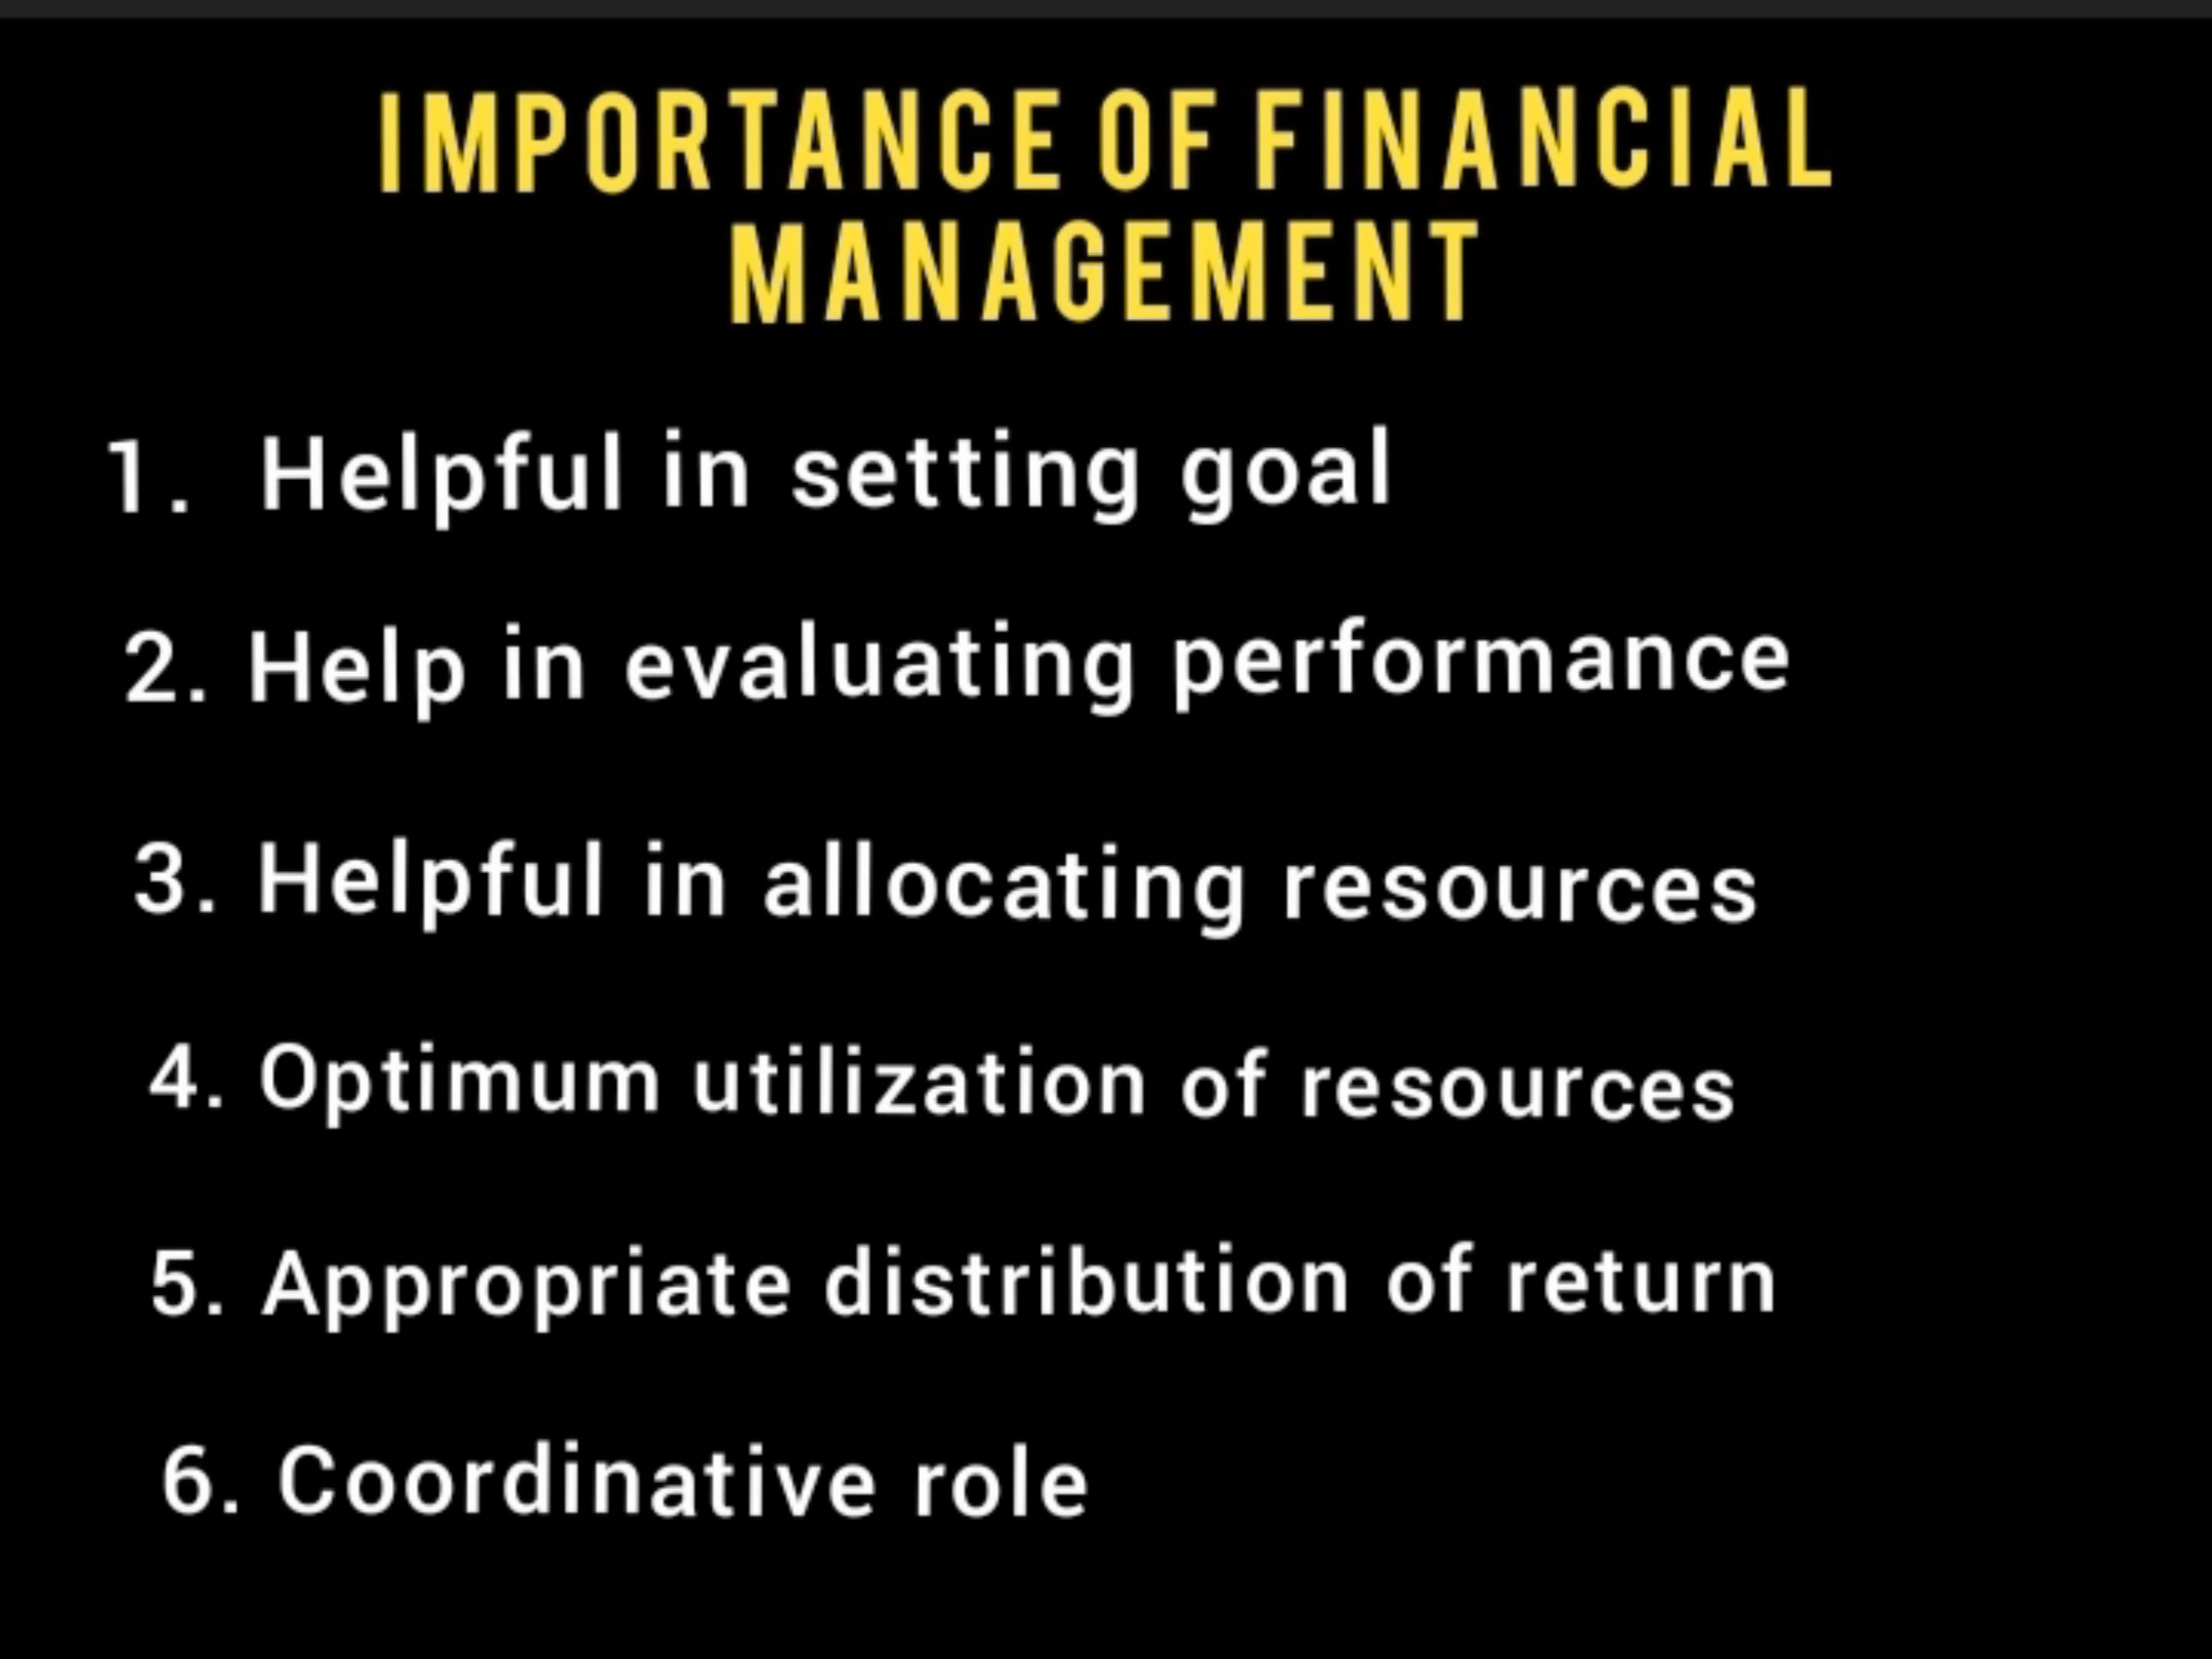 IMPORTANCE OF FINANCIAL
MANAGEMENT
1. Helpful in setting goal
2. Help in evaluating performance
3. Helpful in allocating resources
4. Optimum utilization of resources
5. Appropriate distribution of return
6. Coordinative role